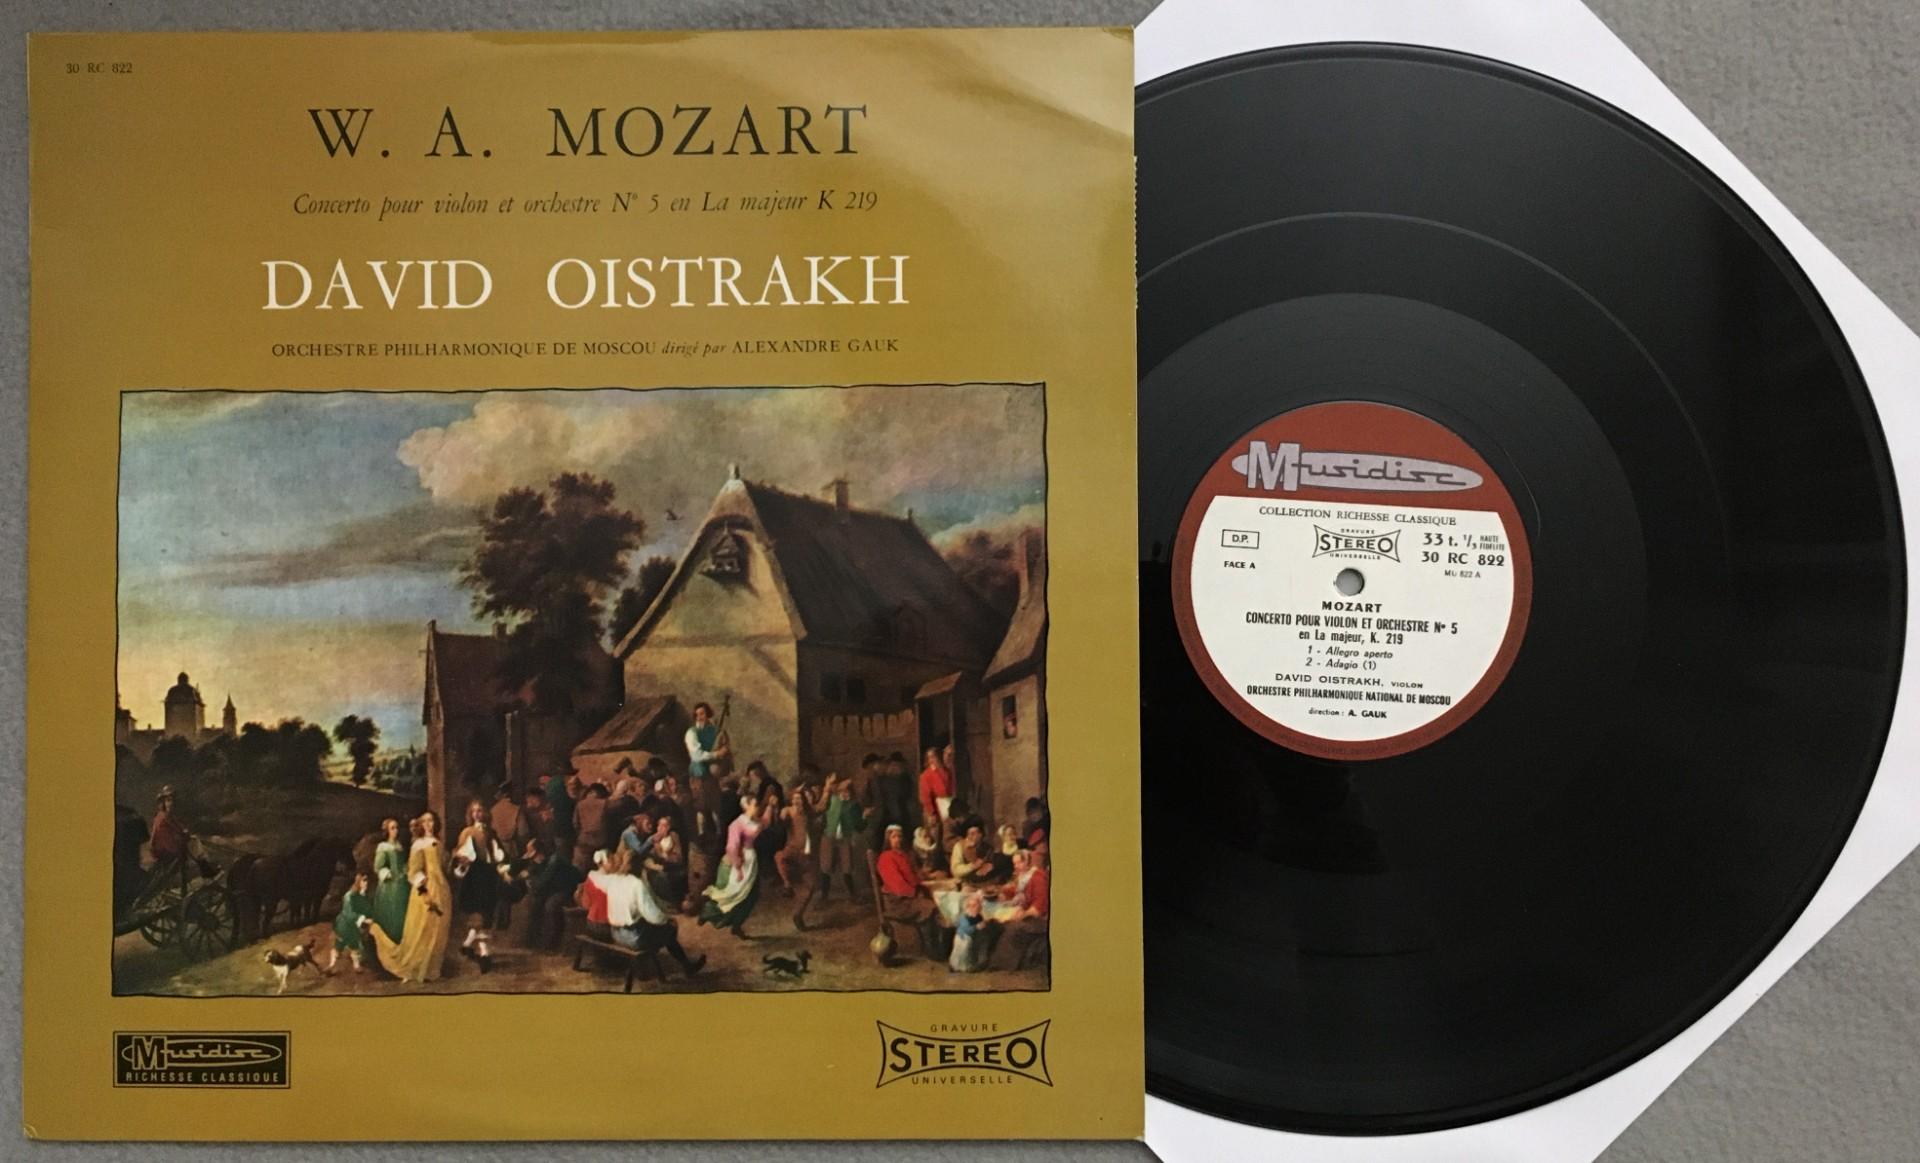 30 RC 822
W. A. MOZART
Concerto pour violon et orchestre N° 5 en La majeur K 219
DAVID OISTRAKH
ORCHESTRE PHILHARMONIQUE DE MOSCOU dirigé par ALEXANDRE GAUK
Musidisc
RICHESSE CLASSIQUE
GRAVURE
STEREO
UNIVERSELLE
Musidisc
COLLECTION RICHESSE CLASSIQUE
D.P.
GRAVURE
STEREO
UNIVERSELLE
33 t. 1/3 HAUTE FIDELITE
FACE A
30 RC 822
MU 822 A
MOZART
CONCERTO POUR VIOLON ET ORCHESTRE N° 5
en La majeur, K. 219
1 - Allegro aperto
2 - Adagio (1)
DAVID OISTRAKH, VIOLON
ORCHESTRE PHILHARMONIQUE NATIONAL DE MOSCOU
direction : A. GAUK